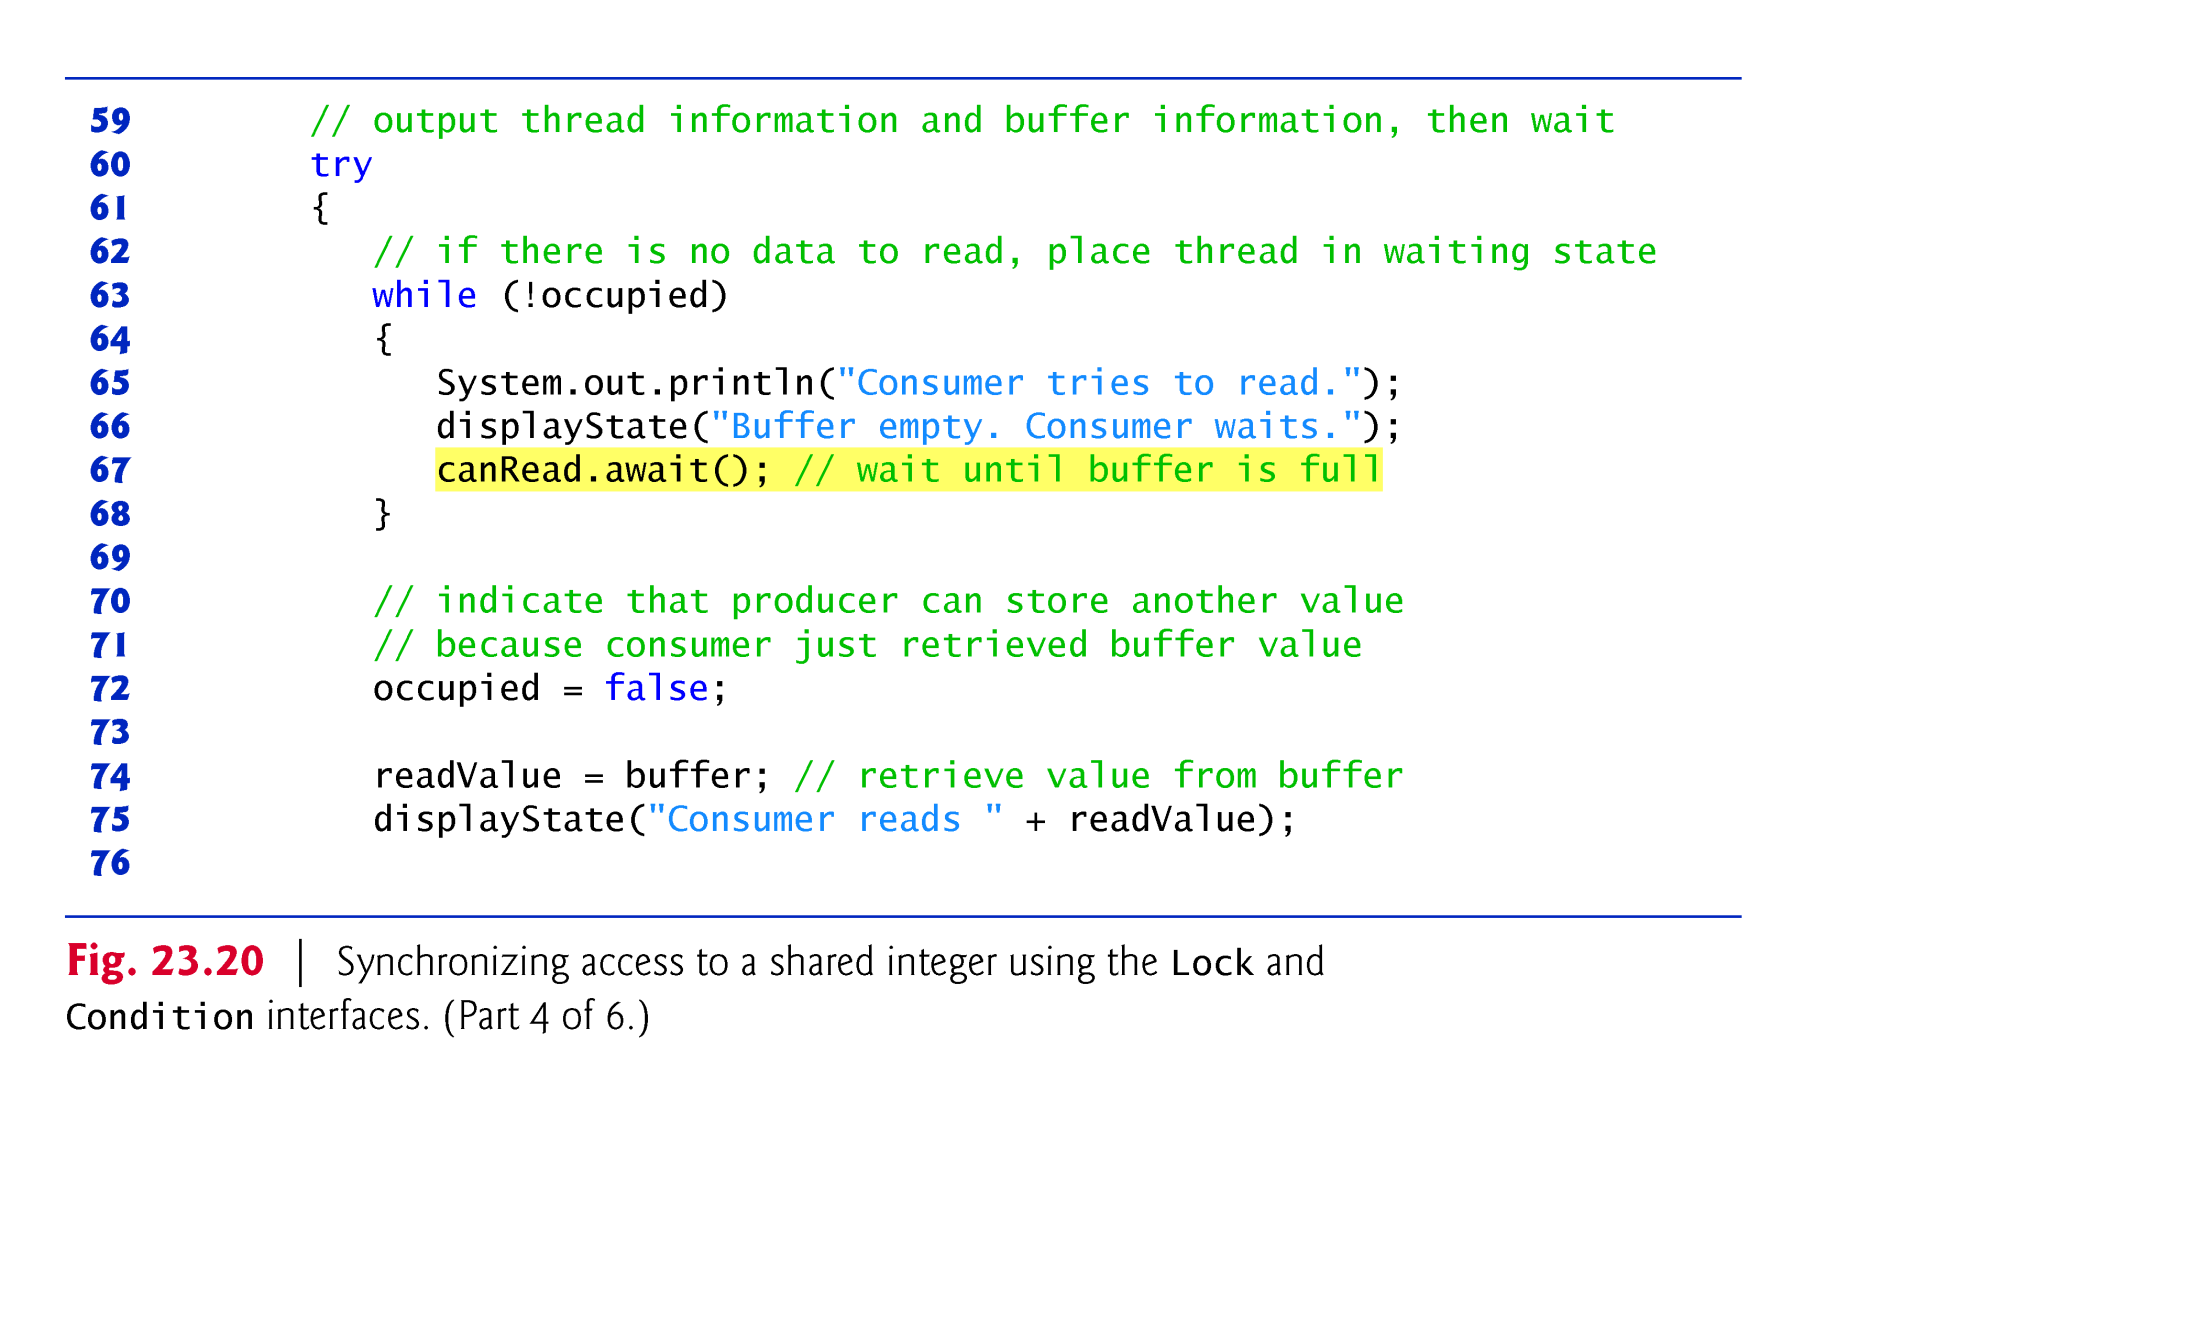 59 // output thread information and buffer information, then wait
60 try
61 {
62 // if there is no data to read, place thread in waiting state
63 while (!occupied)
64 {
65 System.out.println("Consumer tries to read.");
66 displayState("Buffer empty. Consumer waits.");
67 canRead.await(); // wait until buffer is full
68 }
69
70 // indicate that producer can store another value
71 // because consumer just retrieved buffer value
72 occupied = false;
73
74 readValue = buffer; // retrieve value from buffer
75 displayState("Consumer reads " + readValue);
76
Fig. 23.20 | Synchronizing access to a shared integer using the Lock and
Condition interfaces. (Part 4 of 6.)